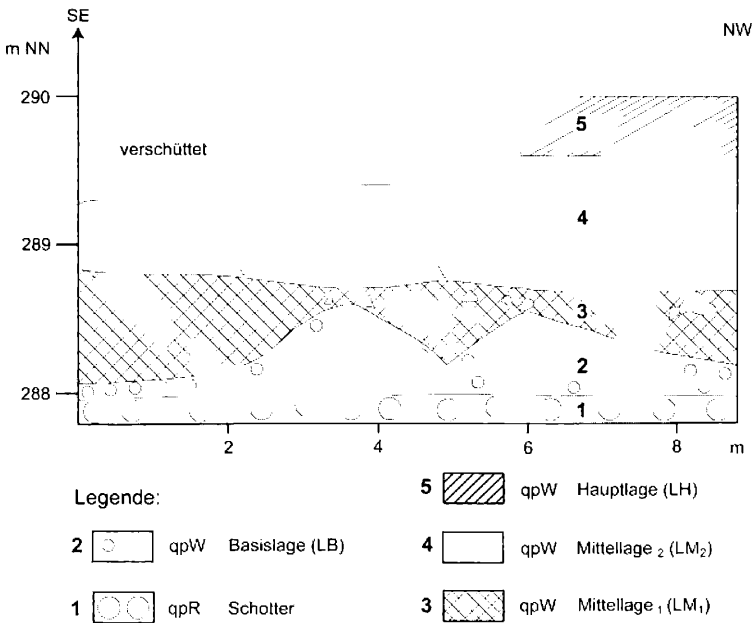 SE
NW
m NN
290
5
verschüttet
4
289
3
2
288
1
2 4 6 8 m
Legende:
5 qpW Hauptlage (LH)
2 qpW Basislage (LB)
4 qpW Mittellage ₂ (LM₂)
1 qpR Schotter
3 qpW Mittellage ₁ (LM₁)